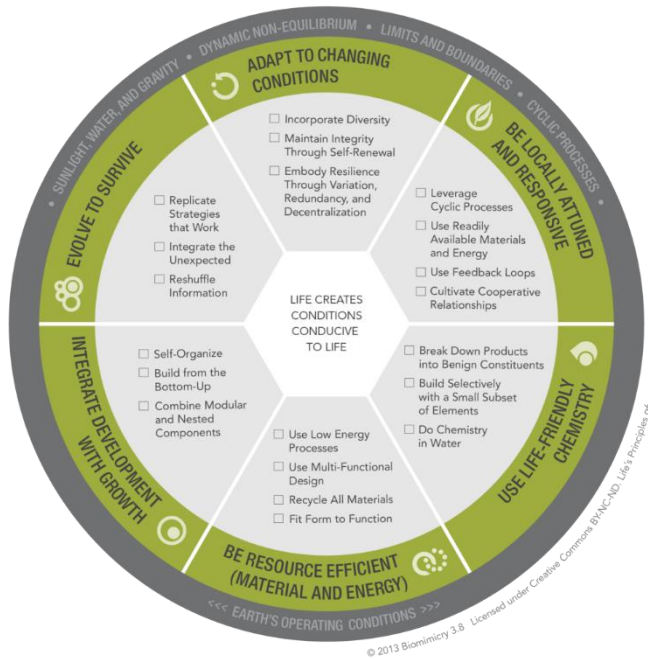 • SUNLIGHT, WATER, AND GRAVITY • DYNAMIC NON-EQUILIBRIUM • LIMITS AND BOUNDARIES • CYCLIC PROCESSES •
ADAPT TO CHANGING
CONDITIONS
☐ Incorporate Diversity
☐ Maintain Integrity
Through Self-Renewal
☐ Embody Resilience
Through Variation,
Redundancy, and
Decentralization
BE LOCALLY ATTUNED
AND RESPONSIVE
☐ Leverage
Cyclic Processes
☐ Use Readily
Available Materials
and Energy
☐ Use Feedback Loops
☐ Cultivate Cooperative
Relationships
USE LIFE-FRIENDLY
CHEMISTRY
☐ Break Down Products
into Benign Constituents
☐ Build Selectively
with a Small Subset
of Elements
☐ Do Chemistry
in Water
BE RESOURCE EFFICIENT
(MATERIAL AND ENERGY)
☐ Use Low Energy
Processes
☐ Use Multi-Functional
Design
☐ Recycle All Materials
☐ Fit Form to Function
INTEGRATE DEVELOPMENT
WITH GROWTH
☐ Self-Organize
☐ Build from the
Bottom-Up
☐ Combine Modular
and Nested
Components
EVOLVE TO SURVIVE
☐ Replicate
Strategies
that Work
☐ Integrate the
Unexpected
☐ Reshuffle
Information
LIFE CREATES
CONDITIONS
CONDUCIVE
TO LIFE
<<< EARTH'S OPERATING CONDITIONS >>>
© 2013 Biomimicry 3.8 Licensed under Creative Commons BY-NC-ND. Life's Principles of